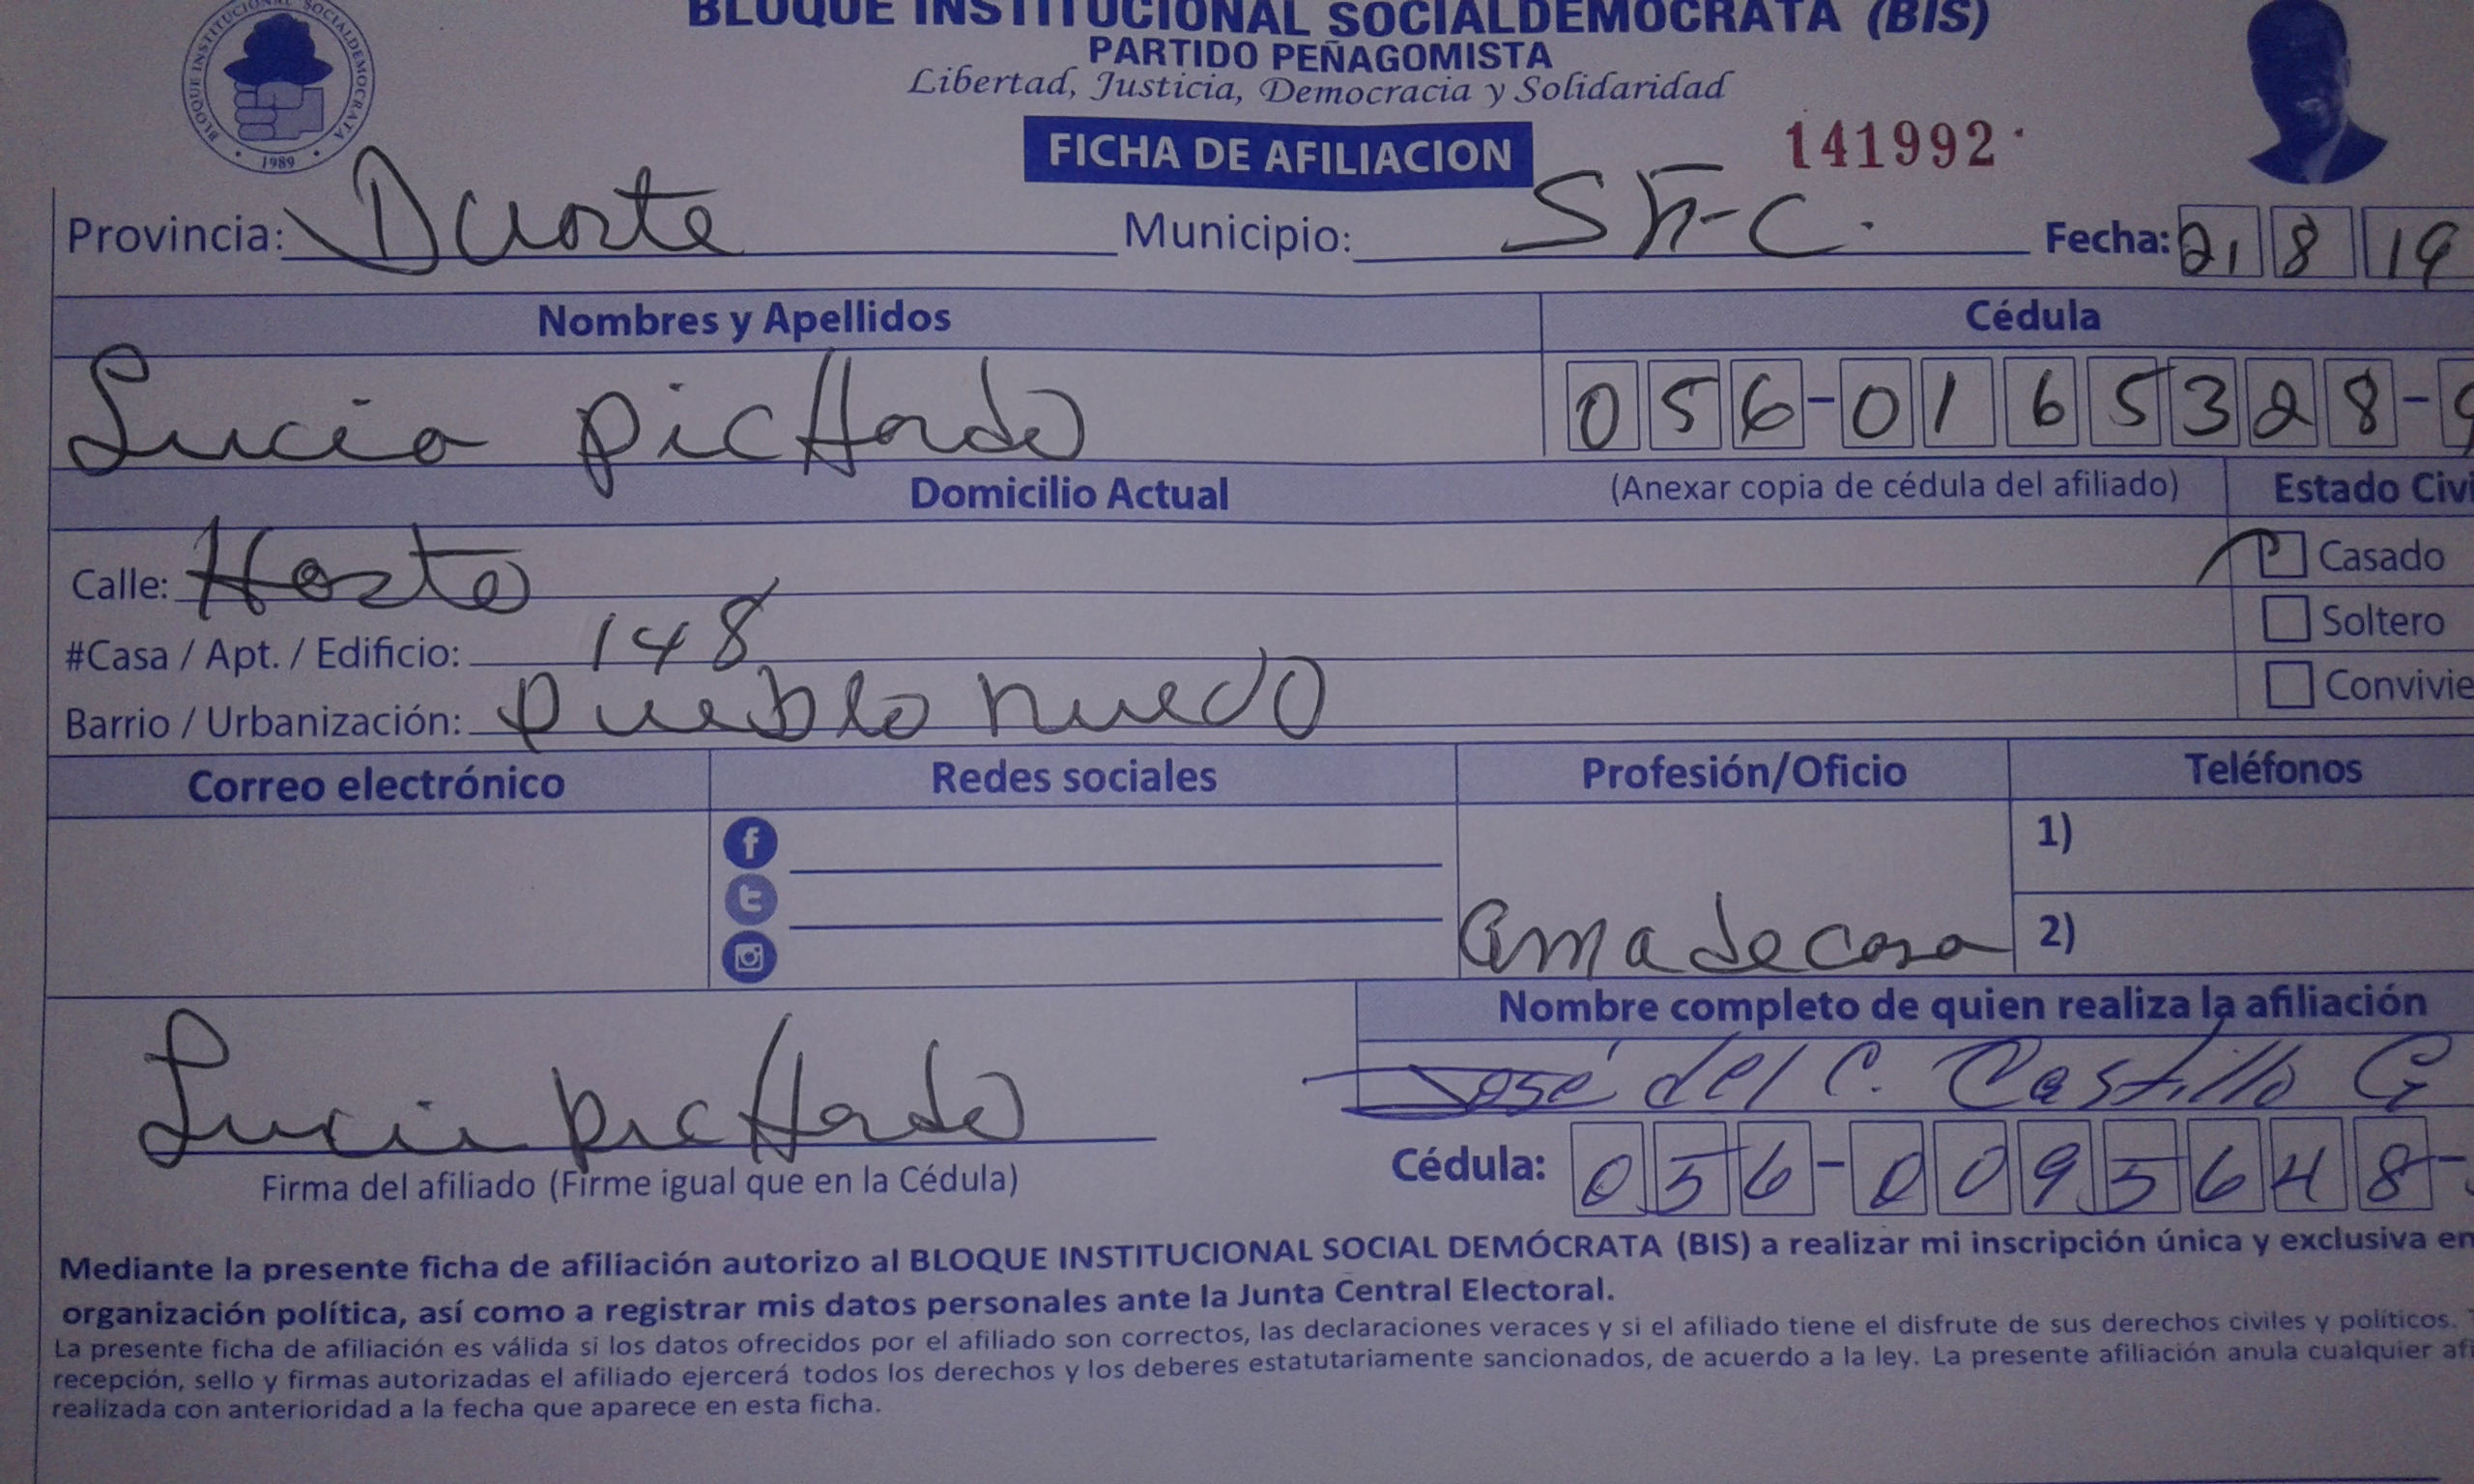 BLOQUE INSTITUCIONAL SOCIALDEMOCRATA (BIS)
PARTIDO PEÑAGOMISTA
Libertad, Justicia, Democracia y Solidaridad
BLOQUE INSTITUCIONAL SOCIALDEMOCRATA
1989
FICHA DE AFILIACION
141992
Provincia: Duarte Municipio: S F C. Fecha: 21 8 19
Nombres y Apellidos Cédula
Lucia Pichardo 056-0165328-
Domicilio Actual (Anexar copia de cédula del afiliado) Estado Civi
Calle: Hosto Casado
#Casa / Apt. / Edificio: 148 Soltero
Barrio / Urbanización: Pueblo nuevo Convivie
Correo electrónico Redes sociales Profesión/Oficio Teléfonos
1)
ama de casa 2)
Nombre completo de quien realiza la afiliación
Lucia pichardo José del C. Castillo G
Firma del afiliado (Firme igual que en la Cédula) Cédula: 056-0095648-
Mediante la presente ficha de afiliación autorizo al BLOQUE INSTITUCIONAL SOCIAL DEMÓCRATA (BIS) a realizar mi inscripción única y exclusiva en
organización política, así como a registrar mis datos personales ante la Junta Central Electoral.
La presente ficha de afiliación es válida si los datos ofrecidos por el afiliado son correctos, las declaraciones veraces y si el afiliado tiene el disfrute de sus derechos civiles y políticos.
recepción, sello y firmas autorizadas el afiliado ejercerá todos los derechos y los deberes estatutariamente sancionados, de acuerdo a la ley. La presente afiliación anula cualquier afi
realizada con anterioridad a la fecha que aparece en esta ficha.